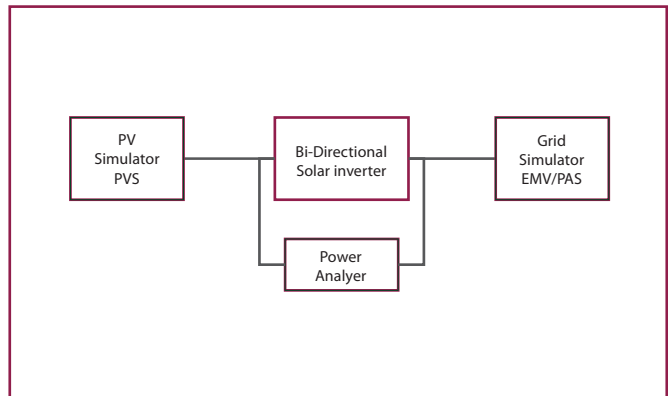 PV
Simulator
PVS
Bi-Directional
Solar inverter
Grid
Simulator
EMV/PAS
Power
Analyer